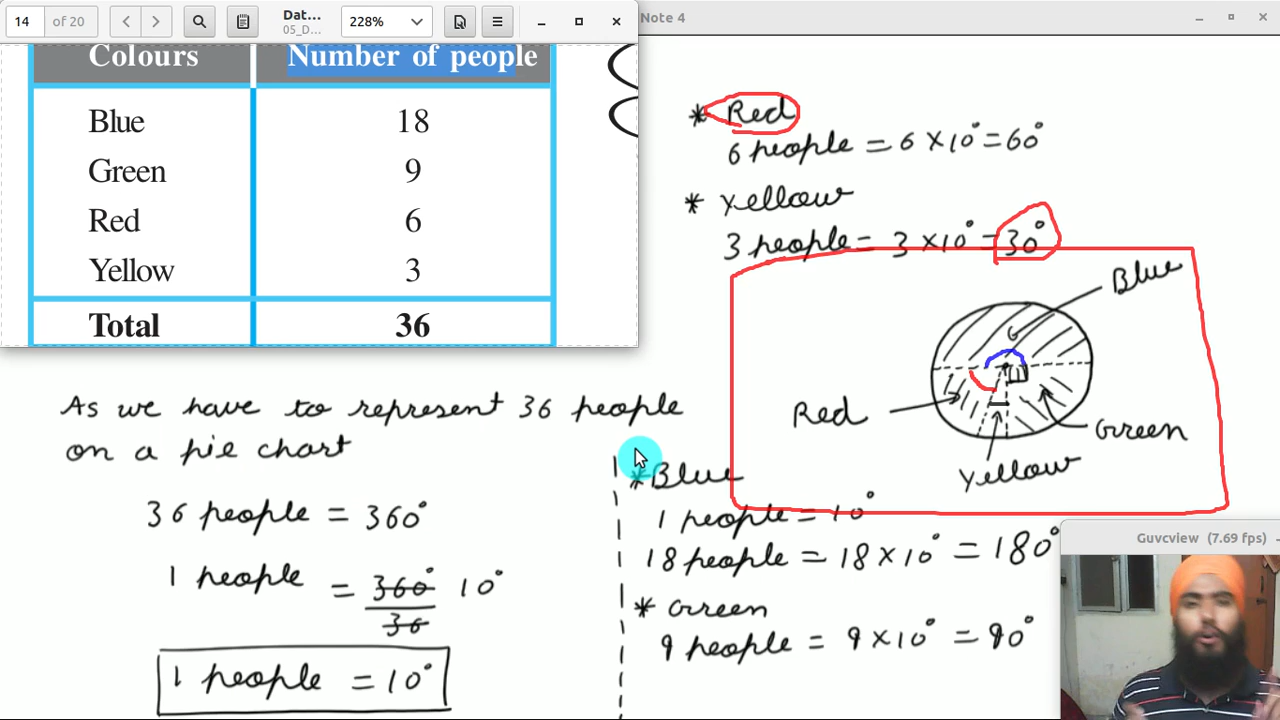 14 of 20
Dat...
05_D...
228%
Note 4
Colours Number of people
Blue 18
Green 9
Red 6
Yellow 3
Total 36
* Red
6 people = 6 × 10° = 60°
* Yellow
3 people = 3 × 10° = 30°
Blue
Red
Green
Yellow
As we have to represent 36 people
on a pie chart
36 people = 360°
1 people = 360° 10°
36
1 people = 10°
* Blue
1 people = 10°
18 people = 18 × 10° = 180°
* Green
9 people = 9 × 10° = 90°
Guvcview (7.69 fps)